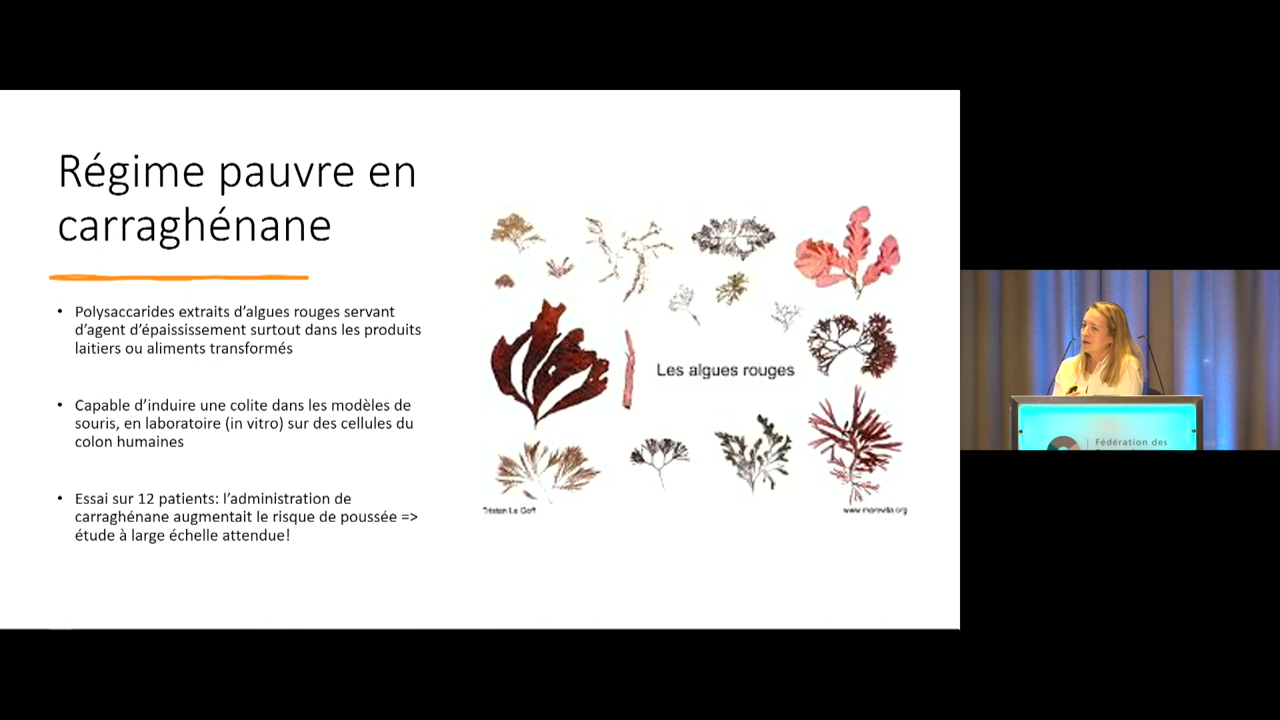 Régime pauvre en
carraghénane
• Polysaccarides extraits d'algues rouges servant
d'agent d'épaississement surtout dans les produits
laitiers ou aliments transformés
• Capable d'induire une colite dans les modèles de
souris, en laboratoire (in vitro) sur des cellules du
colon humaines
• Essai sur 12 patients: l'administration de
carraghénane augmentait le risque de poussée =>
étude à large échelle attendue!
Les algues rouges
Tristan Le Goff
www.marevita.org
Fédération des